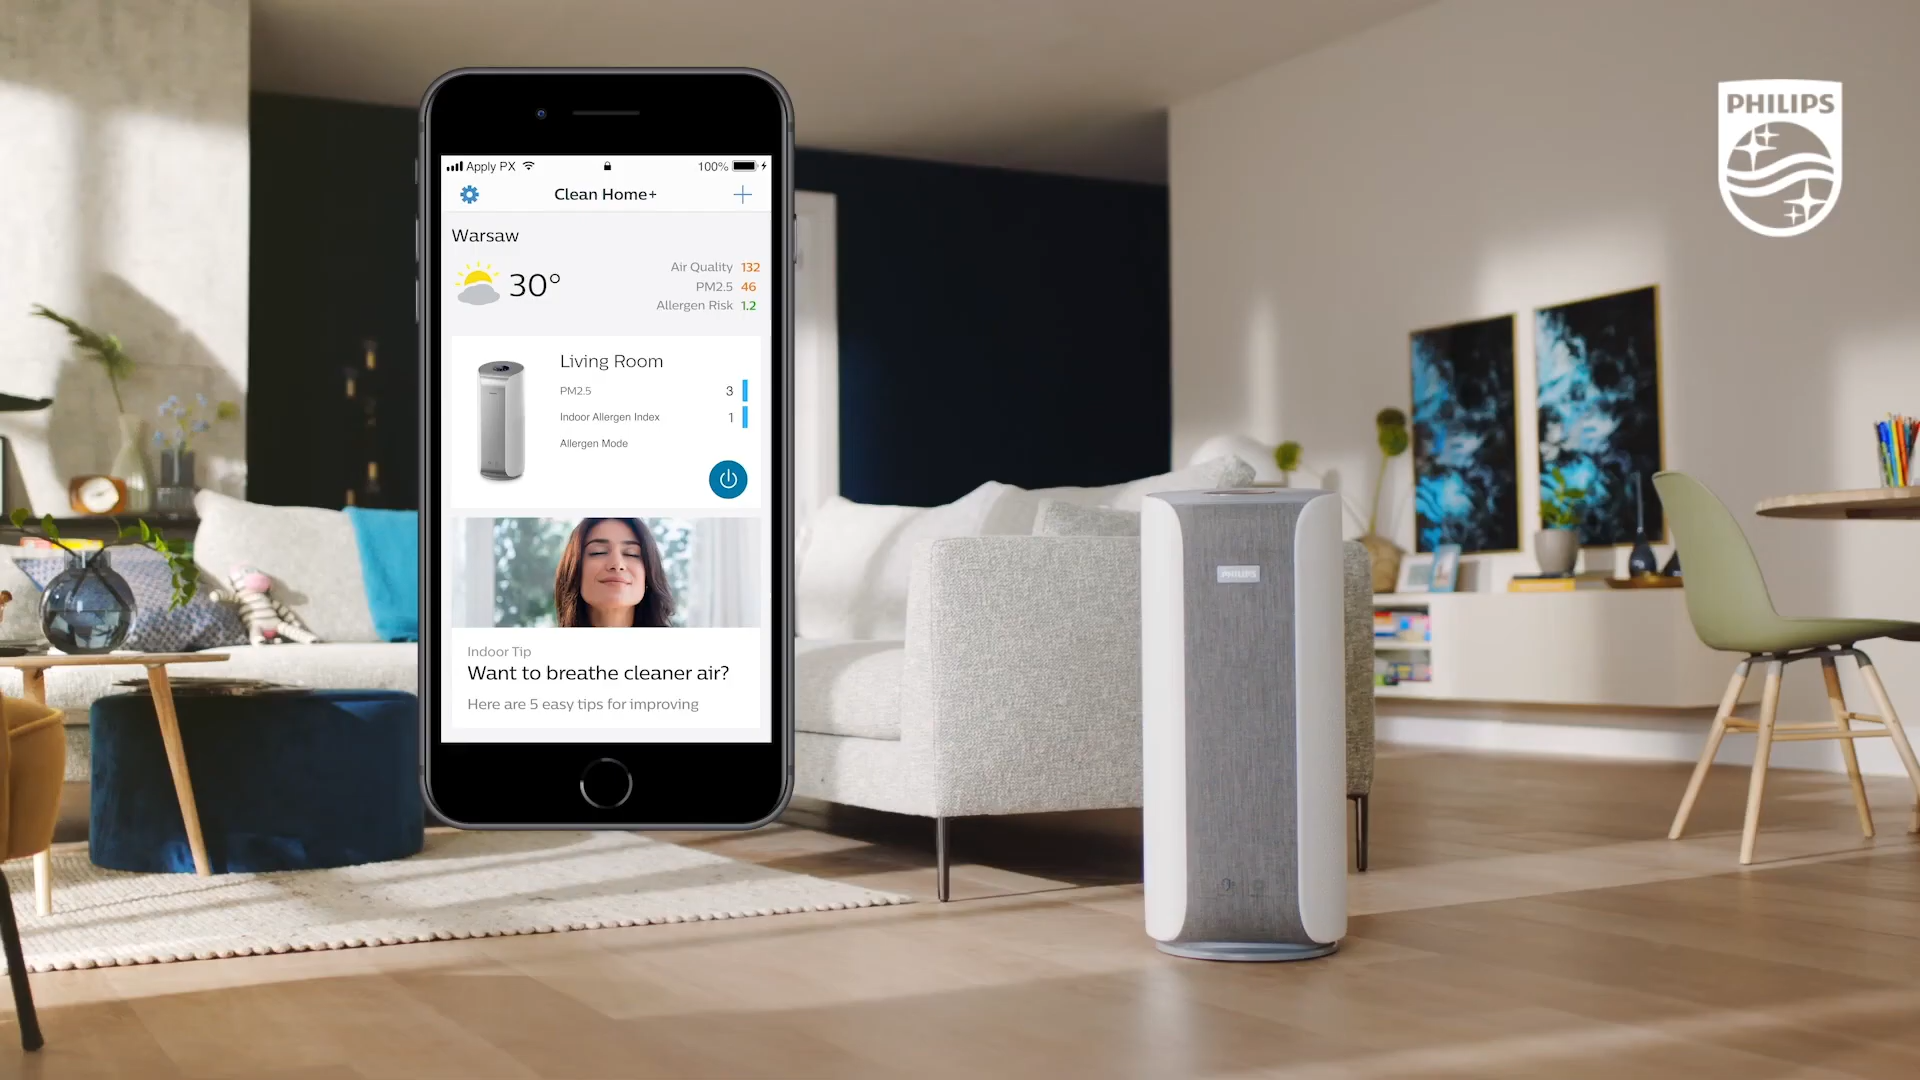 PHILIPS
Apply PX
100%
Clean Home+
Warsaw
30°
Air Quality 132
PM2.5 46
Allergen Risk 1.2
Living Room
PM2.5 3
Indoor Allergen Index 1
Allergen Mode
Indoor Tip
Want to breathe cleaner air?
Here are 5 easy tips for improving
PHILIPS